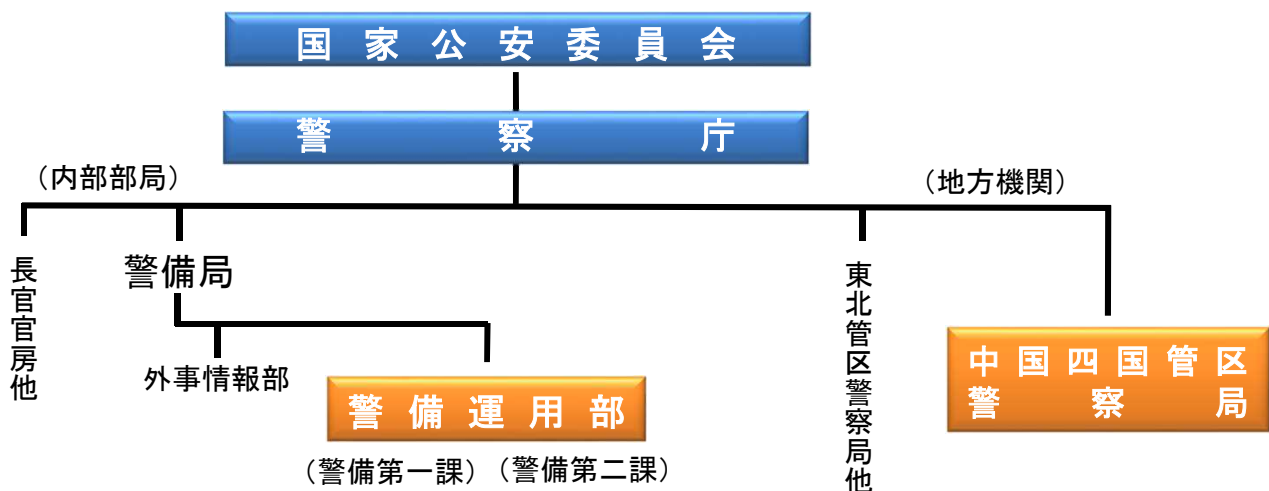 国家公安委員会
警察庁
（内部部局）
（地方機関）
長官官房他
警備局
東北管区警察局他
外事情報部
警備運用部
（警備第一課）（警備第二課）
中国四国管区
警察局